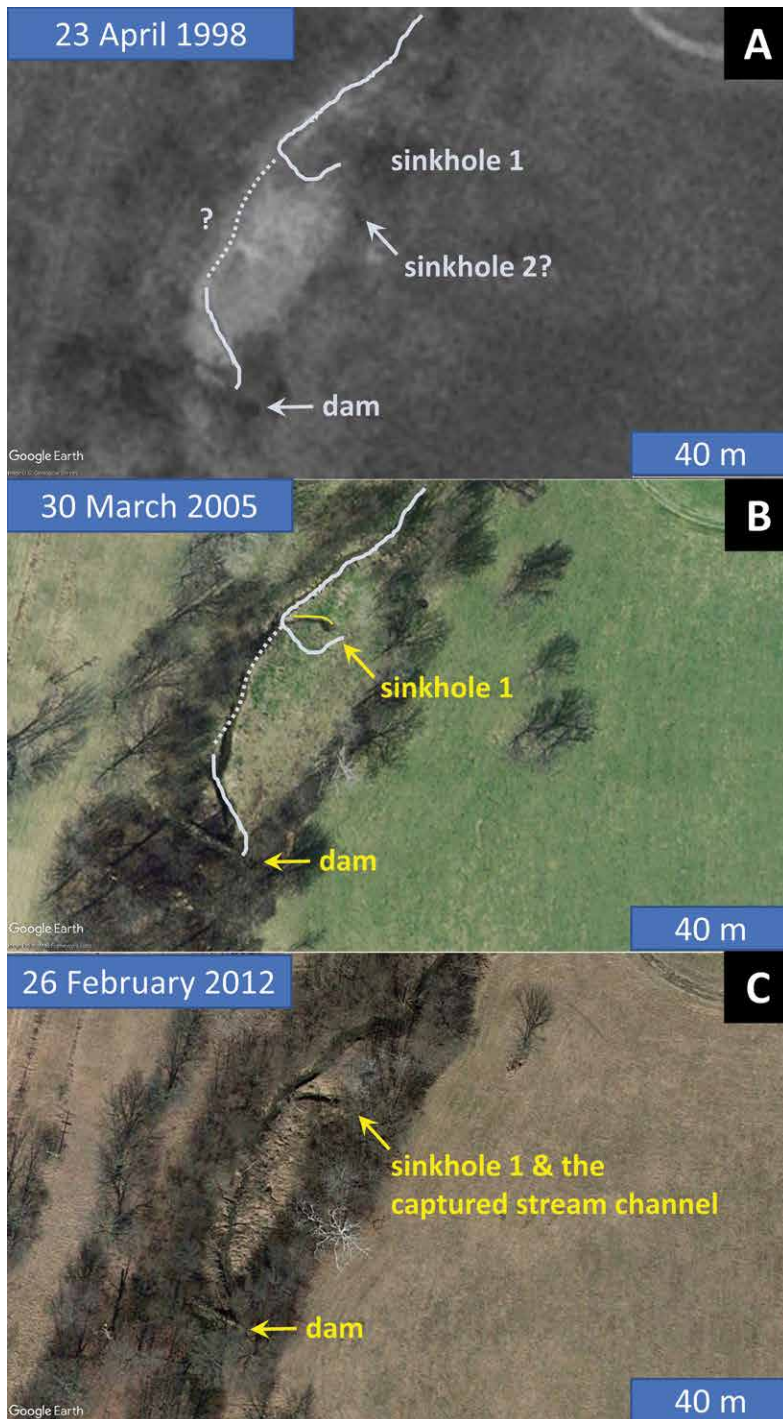 23 April 1998
A
sinkhole 1
?
sinkhole 2?
dam
Google Earth
40 m
30 March 2005
B
sinkhole 1
dam
Google Earth
40 m
26 February 2012
C
sinkhole 1 & the
captured stream channel
dam
Google Earth
40 m